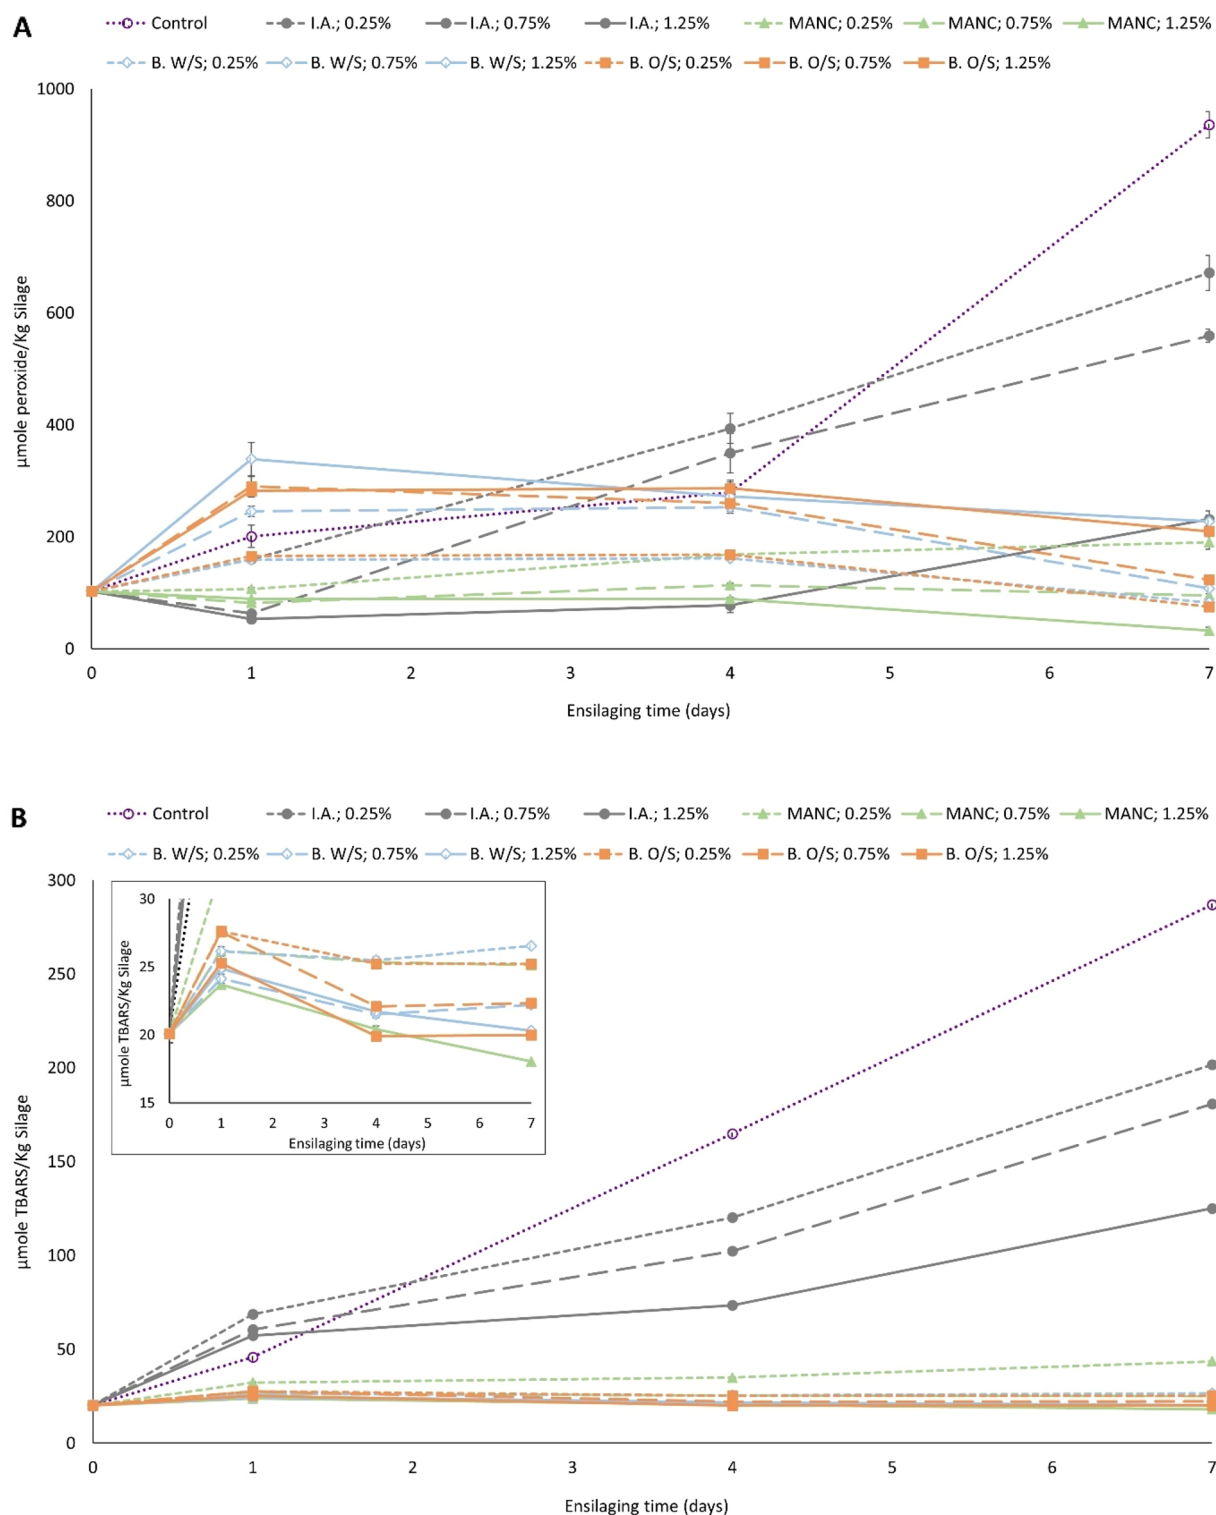 A
Control I.A.; 0.25% I.A.; 0.75% I.A.; 1.25% MANC; 0.25% MANC; 0.75% MANC; 1.25%
B. W/S; 0.25% B. W/S; 0.75% B. W/S; 1.25% B. O/S; 0.25% B. O/S; 0.75% B. O/S; 1.25%
1000
800
600
400
200
0
µmole peroxide/Kg Silage
0 1 2 3 4 5 6 7
Ensilaging time (days)
B
Control I.A.; 0.25% I.A.; 0.75% I.A.; 1.25% MANC; 0.25% MANC; 0.75% MANC; 1.25%
B. W/S; 0.25% B. W/S; 0.75% B. W/S; 1.25% B. O/S; 0.25% B. O/S; 0.75% B. O/S; 1.25%
300
250
200
150
100
50
0
µmole TBARS/Kg Silage
30
25
20
15
µmole TBARS/Kg Silage
0 1 2 3 4 5 6 7
Ensilaging time (days)
0 1 2 3 4 5 6 7
Ensilaging time (days)